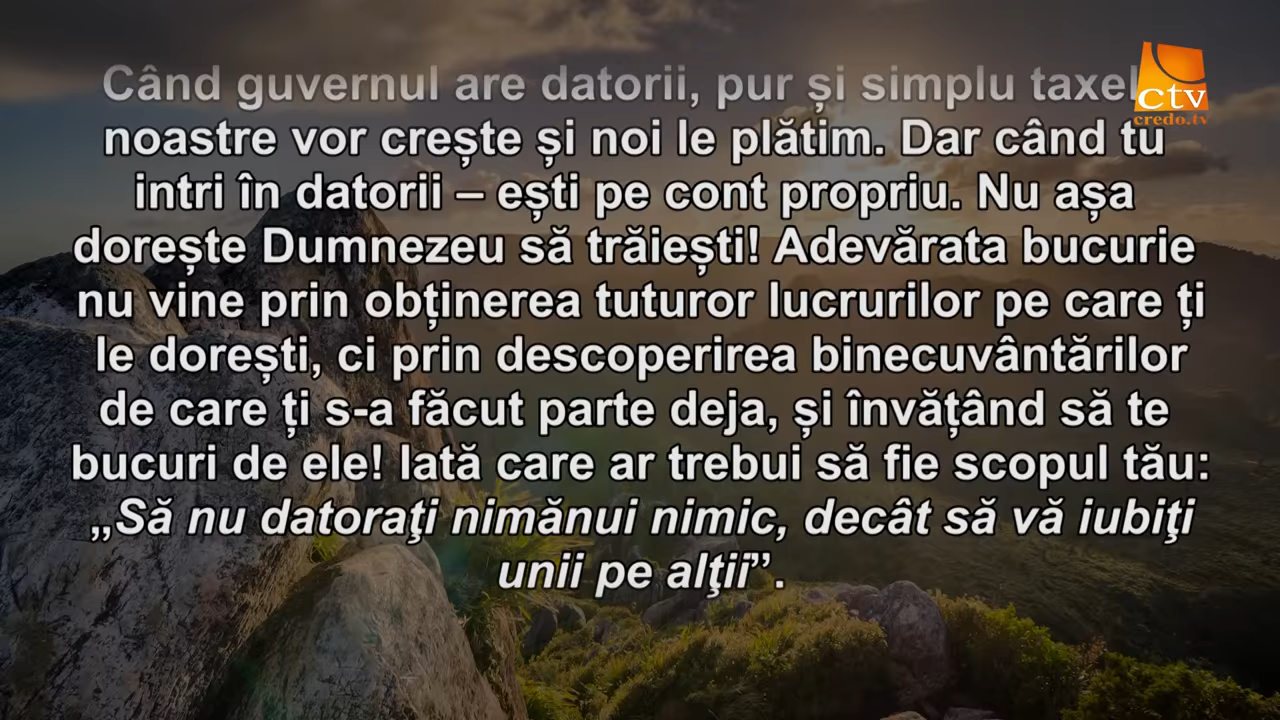 Când guvernul are datorii, pur și simplu taxel
noastre vor crește și noi le plătim. Dar când tu
intri în datorii – ești pe cont propriu. Nu așa
dorește Dumnezeu să trăiești! Adevărata bucurie
nu vine prin obținerea tuturor lucrurilor pe care ți
le dorești, ci prin descoperirea binecuvântărilor
de care ți s-a făcut parte deja, și învățând să te
bucuri de ele! Iată care ar trebui să fie scopul tău:
„Să nu datoraţi nimănui nimic, decât să vă iubiţi
unii pe alţii”.
ctv
credo.tv